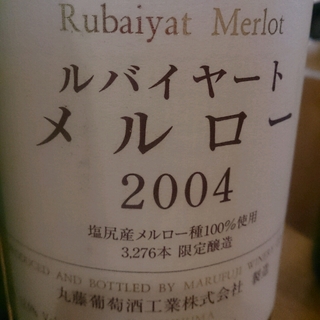 Rubaiyat Merlot
ルバイヤート
メルロー
2004
塩尻産メルロー種100%使用
3,276本 限定醸造
AND BOTTLED BY MARUFUJI
丸藤葡萄酒工業株式会社 製造